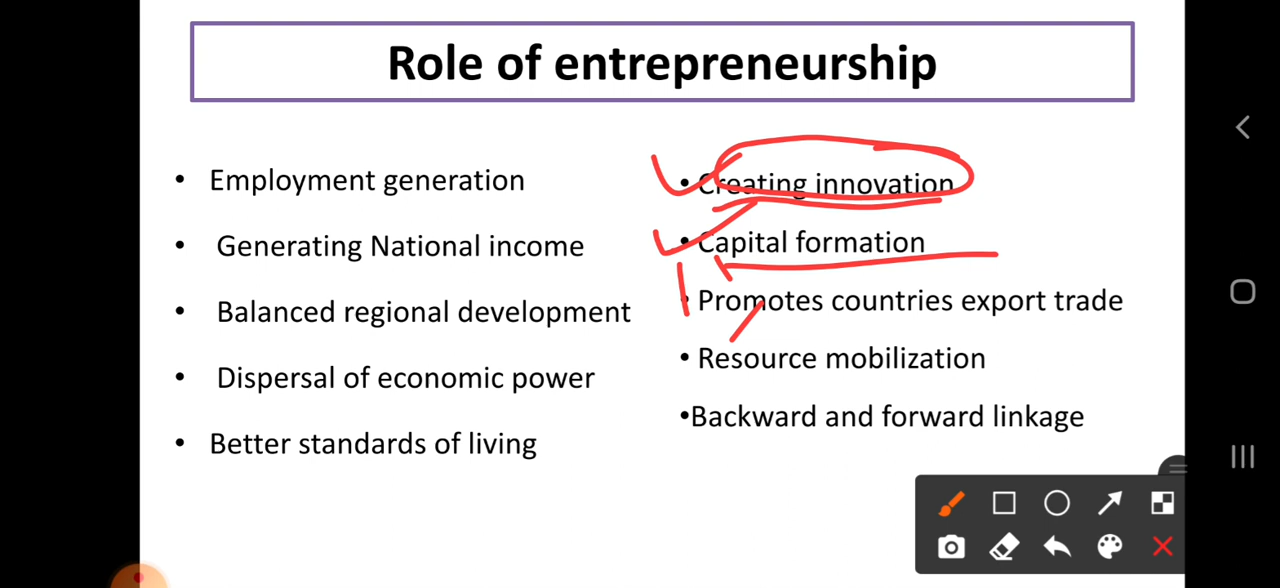 Role of entrepreneurship
• Employment generation
• Generating National income
• Balanced regional development
• Dispersal of economic power
• Better standards of living
• Creating innovation
• Capital formation
• Promotes countries export trade
• Resource mobilization
•Backward and forward linkage